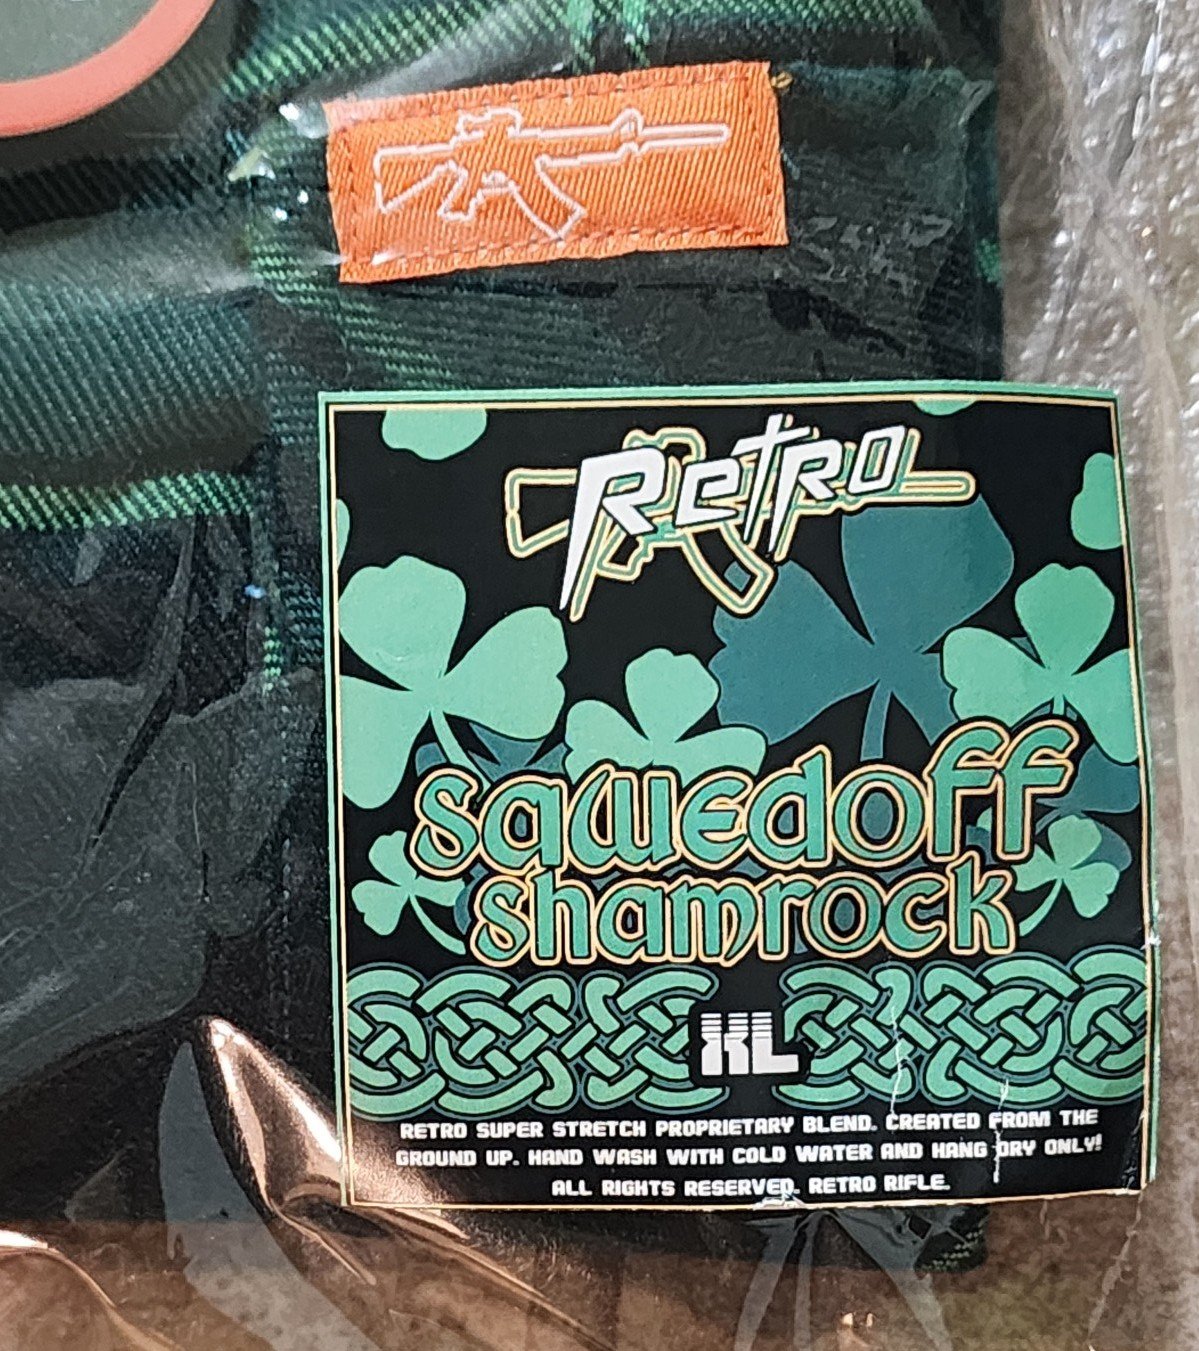 Retro
sawedoff
shamrock
XL
RETRO SUPER STRETCH PROPRIETARY BLEND. CREATED FROM THE
GROUND UP. HAND WASH WITH COLD WATER AND HANG DRY ONLY!
ALL RIGHTS RESERVED. RETRO RIFLE.